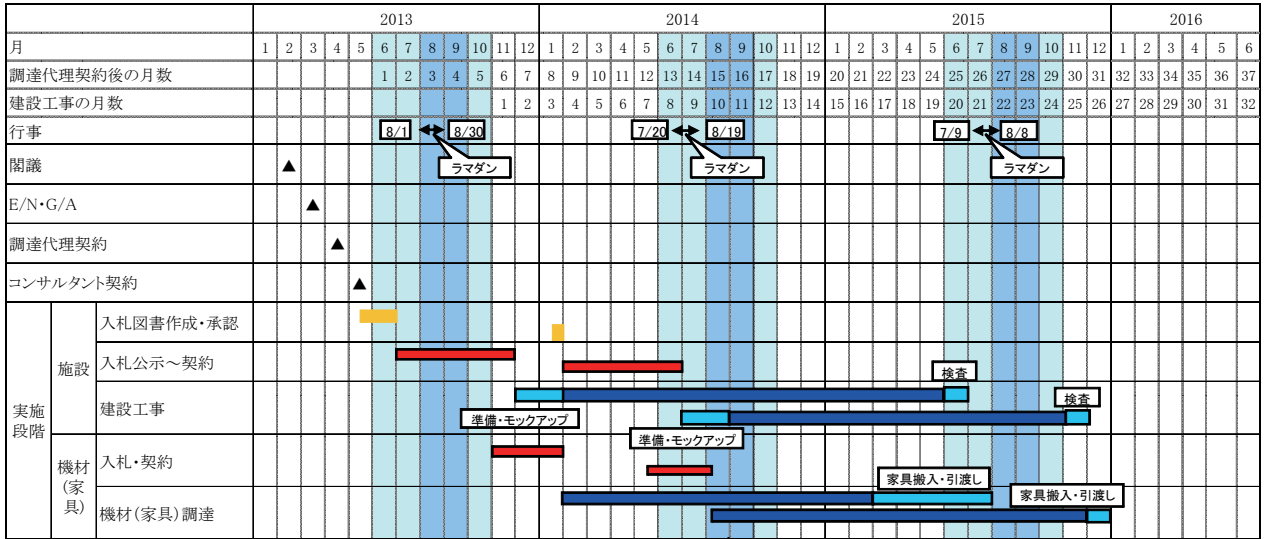 2013 2014 2015 2016
月 1 2 3 4 5 6 7 8 9 10 11 12 1 2 3 4 5 6 7 8 9 10 11 12 1 2 3 4 5 6 7 8 9 10 11 12 1 2 3 4 5 6
調達代理契約後の月数 1 2 3 4 5 6 7 8 9 10 11 12 13 14 15 16 17 18 19 20 21 22 23 24 25 26 27 28 29 30 31 32 33 34 35 36 37
建設工事の月数 1 2 3 4 5 6 7 8 9 10 11 12 13 14 15 16 17 18 19 20 21 22 23 24 25 26 27 28 29 30 31 32
行事 8/1 8/30 7/20 8/19 7/9 8/8
ラマダン ラマダン ラマダン
閣議 ▲
E/N・G/A ▲
調達代理契約 ▲
コンサルタント契約 ▲
実施段階
施設
入札図書作成・承認
入札公示～契約
検査
建設工事
検査
準備・モックアップ
準備・モックアップ
機材
(家
具)
入札・契約
家具搬入・引渡し
家具搬入・引渡し
機材(家具)調達